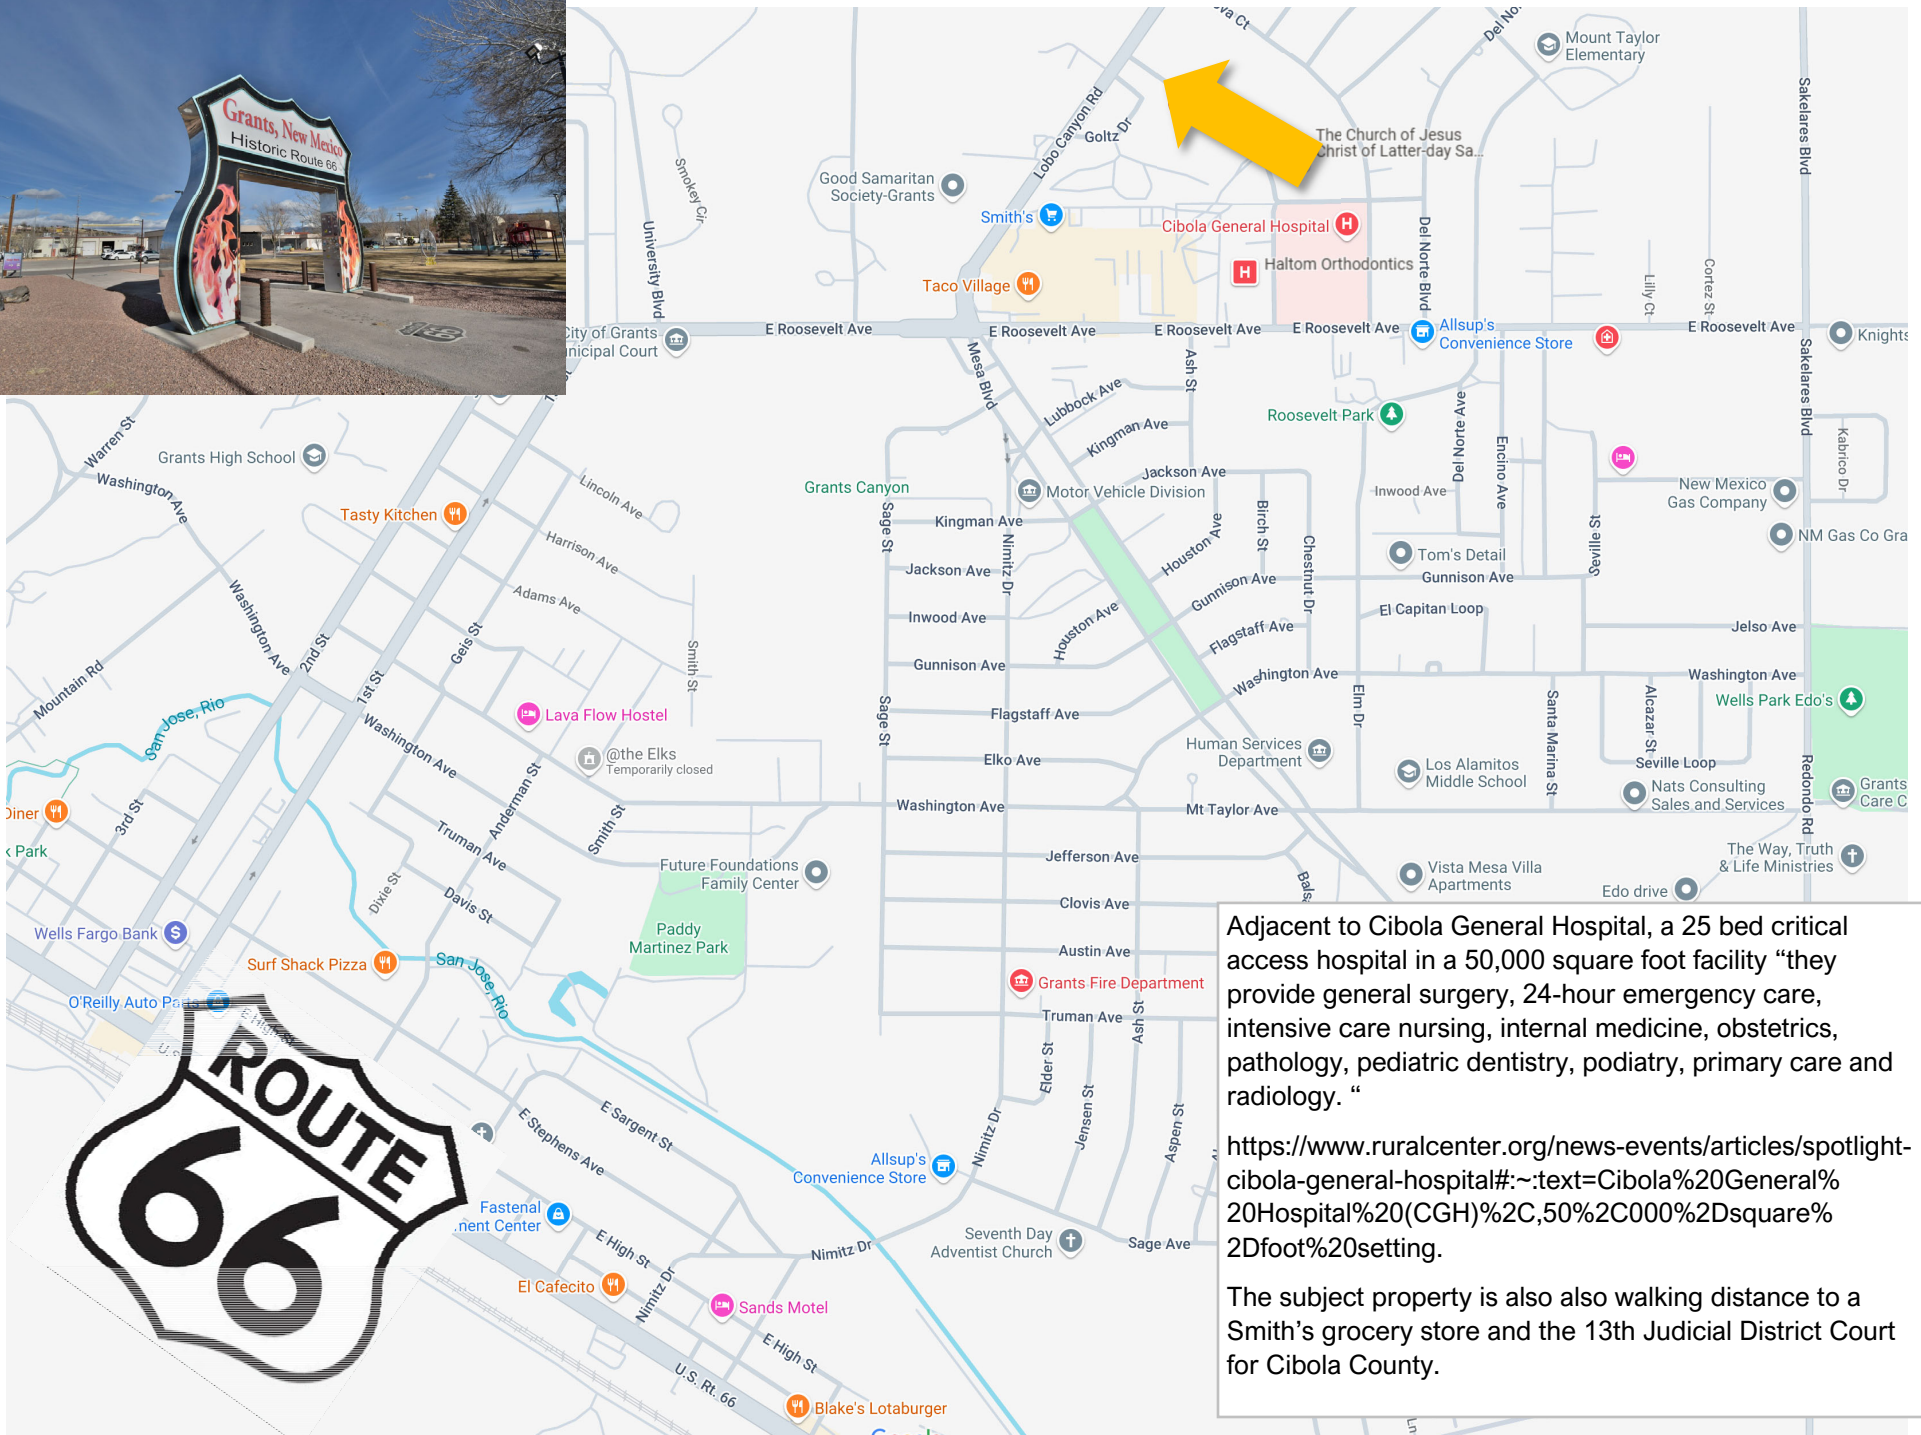 Grants, New Mexico
Historic Route 66
Mount Taylor
Elementary
Sakelares Blvd
Lobo Canyon Rd
Goltz Dr
The Church of Jesus
Christ of Latter-day Sa...
Smokey Cir
Good Samaritan
Society-Grants
Smith's
University Blvd
Cibola General Hospital
H
Del Norte Blvd
H
Haltom Orthodontics
Taco Village
Lilly Ct
Cortez St
City of Grants
E Roosevelt Ave
E Roosevelt Ave
E Roosevelt Ave
E Roosevelt Ave
Allsup's
Convenience Store
E Roosevelt Ave
Knights
Mesa Blvd
Ash St
Sakelares Blvd
Lubbock Ave
Roosevelt Park
Kingman Ave
Del Norte Ave
Encino Ave
Kabrico Dr
Warren St
Grants High School
Washington Ave
Lincoln Ave
Jackson Ave
Grants Canyon
Motor Vehicle Division
Inwood Ave
New Mexico
Gas Company
Tasty Kitchen
Sage St
Kingman Ave
Nimitz Dr
Houston Ave
Birch St
Chestnut Dr
Seville St
NM Gas Co Gra
Harrison Ave
Tom's Detail
Jackson Ave
Gunnison Ave
Gunnison Ave
Washington Ave
Adams Ave
Inwood Ave
Houston Ave
El Capitan Loop
Flagstaff Ave
Jelso Ave
2nd St
Geis St
Smith St
Gunnison Ave
Washington Ave
Washington Ave
Mountain Rd
1st St
San Jose, Rio
Lava Flow Hostel
Sage St
Flagstaff Ave
Elm Dr
Santa Marina St
Alcazar St
Wells Park Edo's
Washington Ave
@the Elks
Temporarily closed
Human Services
Department
Elko Ave
Los Alamitos
Middle School
Seville Loop
Redondo Rd
Diner
3rd St
Anderman St
Smith St
Washington Ave
Mt Taylor Ave
Nats Consulting
Sales and Services
Grants
Care C
k Park
Truman Ave
Jefferson Ave
The Way, Truth
& Life Ministries
Future Foundations
Family Center
Vista Mesa Villa
Apartments
Edo drive
Dixie St
Davis St
Clovis Ave
Wells Fargo Bank
$
Paddy
Martinez Park
Austin Ave
Surf Shack Pizza
San Jose, Rio
Grants Fire Department
O'Reilly Auto Parts
E High St
Truman Ave
Ash St
ROUTE
66
Elder St
Jensen St
Aspen St
E Sargent St
E Stephens Ave
Nimitz Dr
Allsup's
Convenience Store
Fastenal
E High St
Nimitz Dr
Seventh Day
Adventist Church
Sage Ave
El Cafecito
Nimitz Dr
Sands Motel
E High St
U.S. Rt. 66
Blake's Lotaburger
Adjacent to Cibola General Hospital, a 25 bed critical
access hospital in a 50,000 square foot facility “they
provide general surgery, 24-hour emergency care,
intensive care nursing, internal medicine, obstetrics,
pathology, pediatric dentistry, podiatry, primary care and
radiology. “
https://www.ruralcenter.org/news-events/articles/spotlight-
cibola-general-hospital#:~:text=Cibola%20General%
20Hospital%20(CGH)%2C,50%2C000%2Dsquare%
2Dfoot%20setting.
The subject property is also also walking distance to a
Smith’s grocery store and the 13th Judicial District Court
for Cibola County.